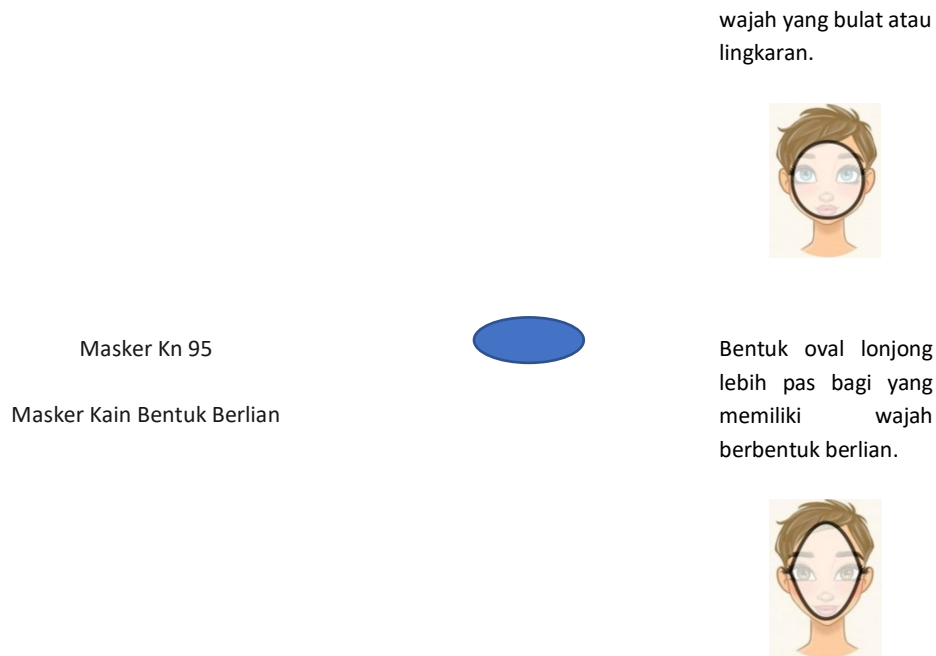 wajah yang bulat atau
lingkaran.
Masker Kn 95
Masker Kain Bentuk Berlian
Bentuk oval lonjong
lebih pas bagi yang
memiliki wajah
berbentuk berlian.